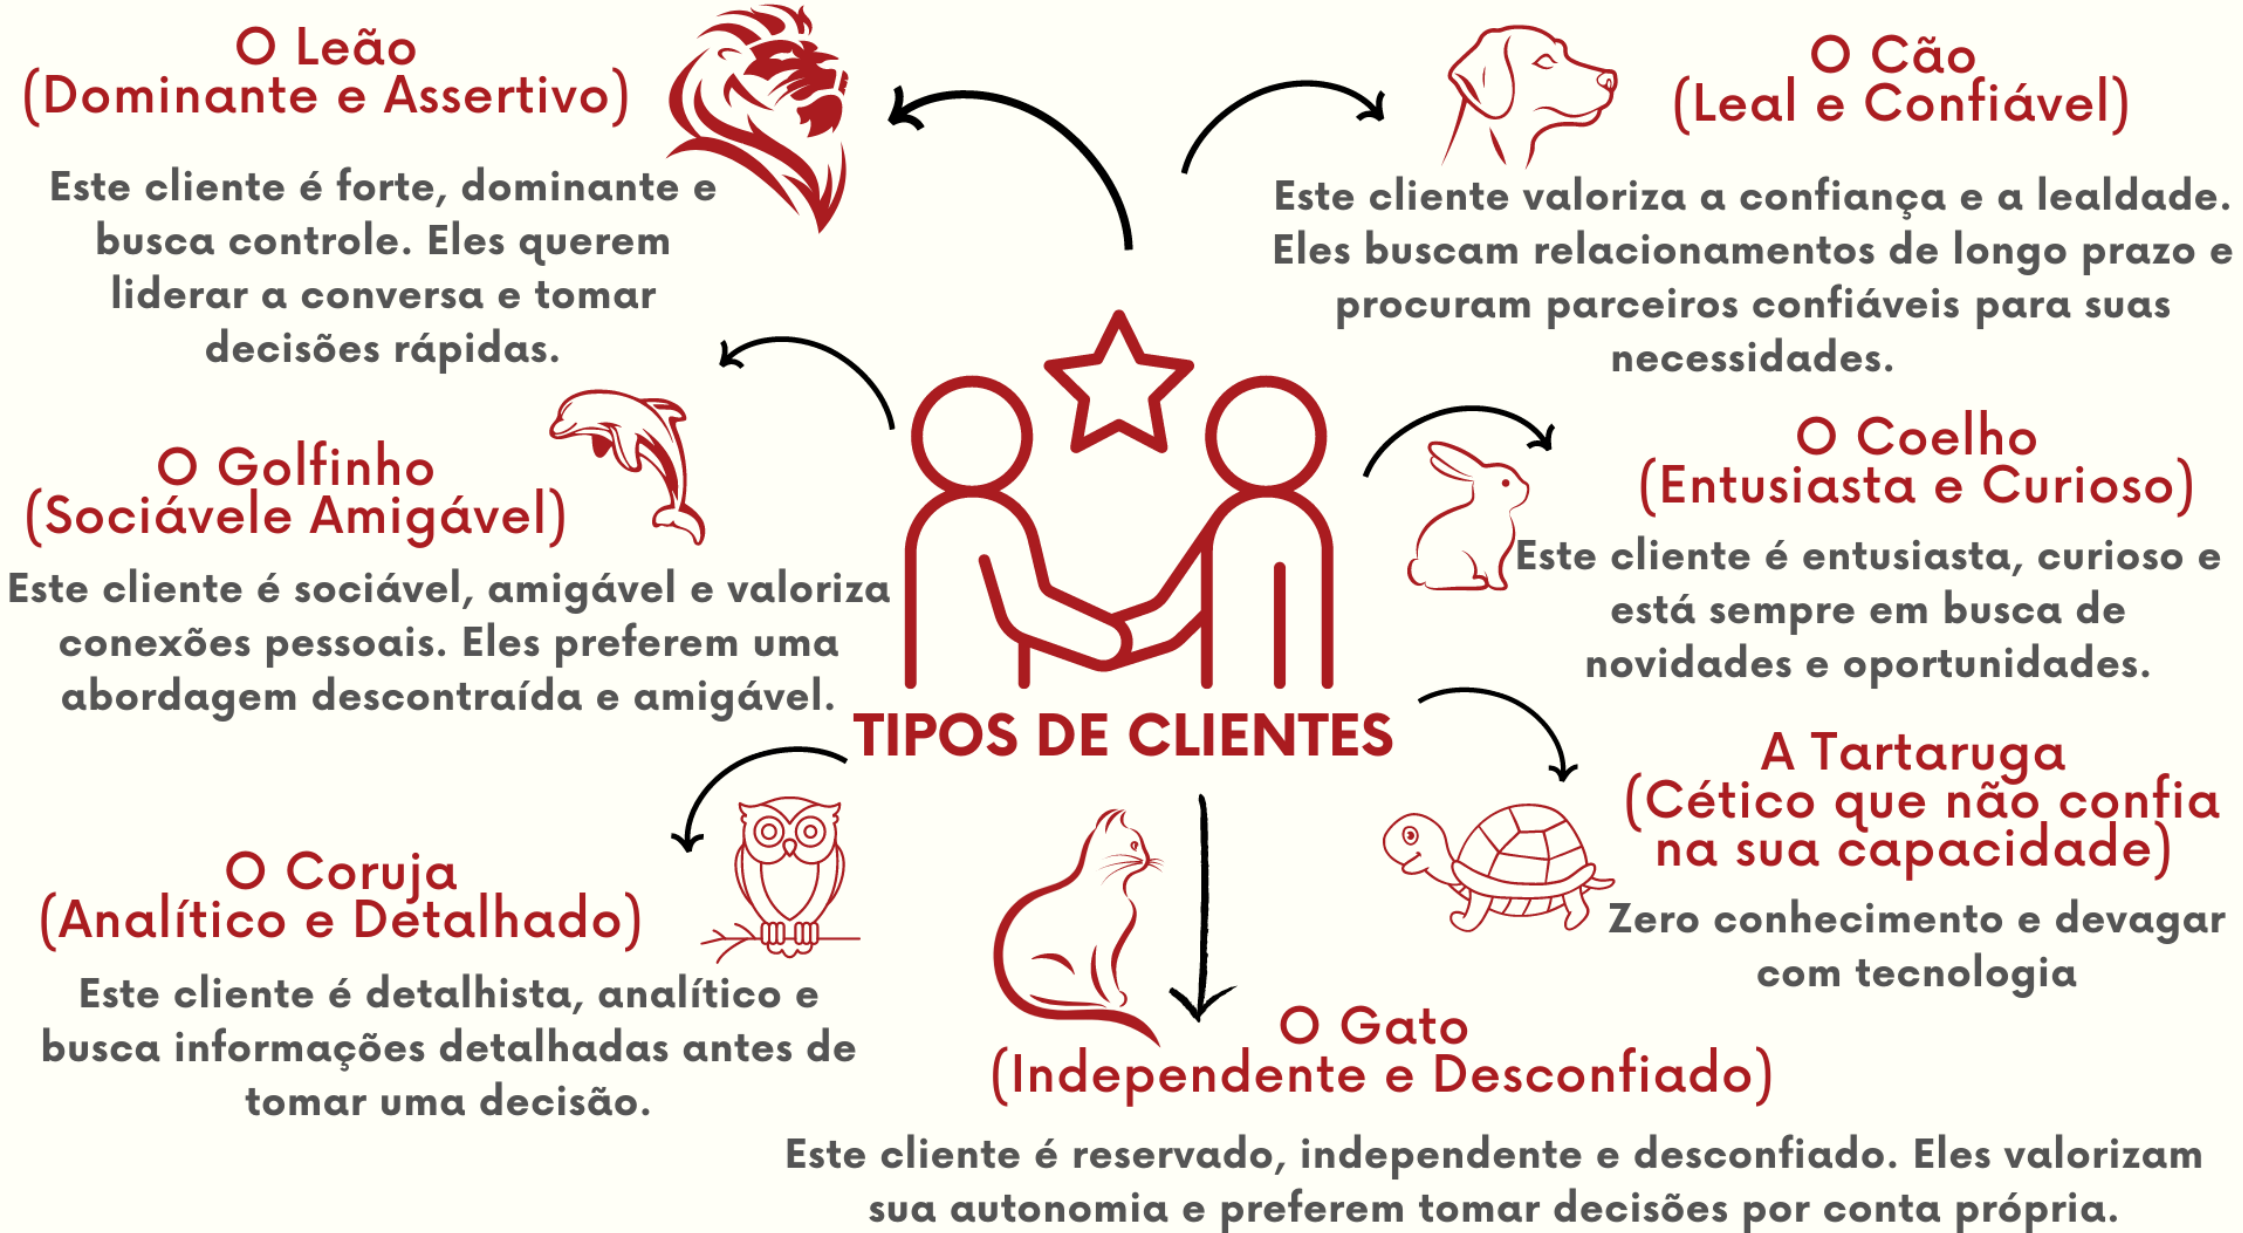 O Leão
(Dominante e Assertivo)
Este cliente é forte, dominante e
busca controle. Eles querem
liderar a conversa e tomar
decisões rápidas.
O Golfinho
(Sociávele Amigável)
Este cliente é sociável, amigável e valoriza
conexões pessoais. Eles preferem uma
abordagem descontraída e amigável.
O Coruja
(Analítico e Detalhado)
Este cliente é detalhista, analítico e
busca informações detalhadas antes de
tomar uma decisão.
TIPOS DE CLIENTES
O Cão
(Leal e Confiável)
Este cliente valoriza a confiança e a lealdade.
Eles buscam relacionamentos de longo prazo e
procuram parceiros confiáveis para suas
necessidades.
O Coelho
(Entusiasta e Curioso)
Este cliente é entusiasta, curioso e
está sempre em busca de
novidades e oportunidades.
A Tartaruga
(Cético que não confia
na sua capacidade)
Zero conhecimento e devagar
com tecnologia
O Gato
(Independente e Desconfiado)
Este cliente é reservado, independente e desconfiado. Eles valorizam
sua autonomia e preferem tomar decisões por conta própria.